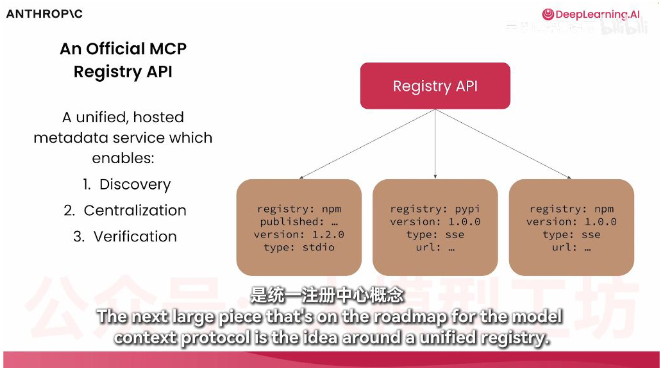 ANTHROP\C
DeepLearning.AI
bilibili
An Official MCP
Registry API
A unified, hosted
metadata service which
enables:
1. Discovery
2. Centralization
3. Verification
Registry API
registry: npm
published: …
version: 1.2.0
type: stdio
registry: pypi
version: 1.0.0
type: sse
url: …
registry: npm
version: 1.0.0
type: sse
url: …
是统一注册中心概念
The next large piece that's on the roadmap for the model
context protocol is the idea around a unified registry.